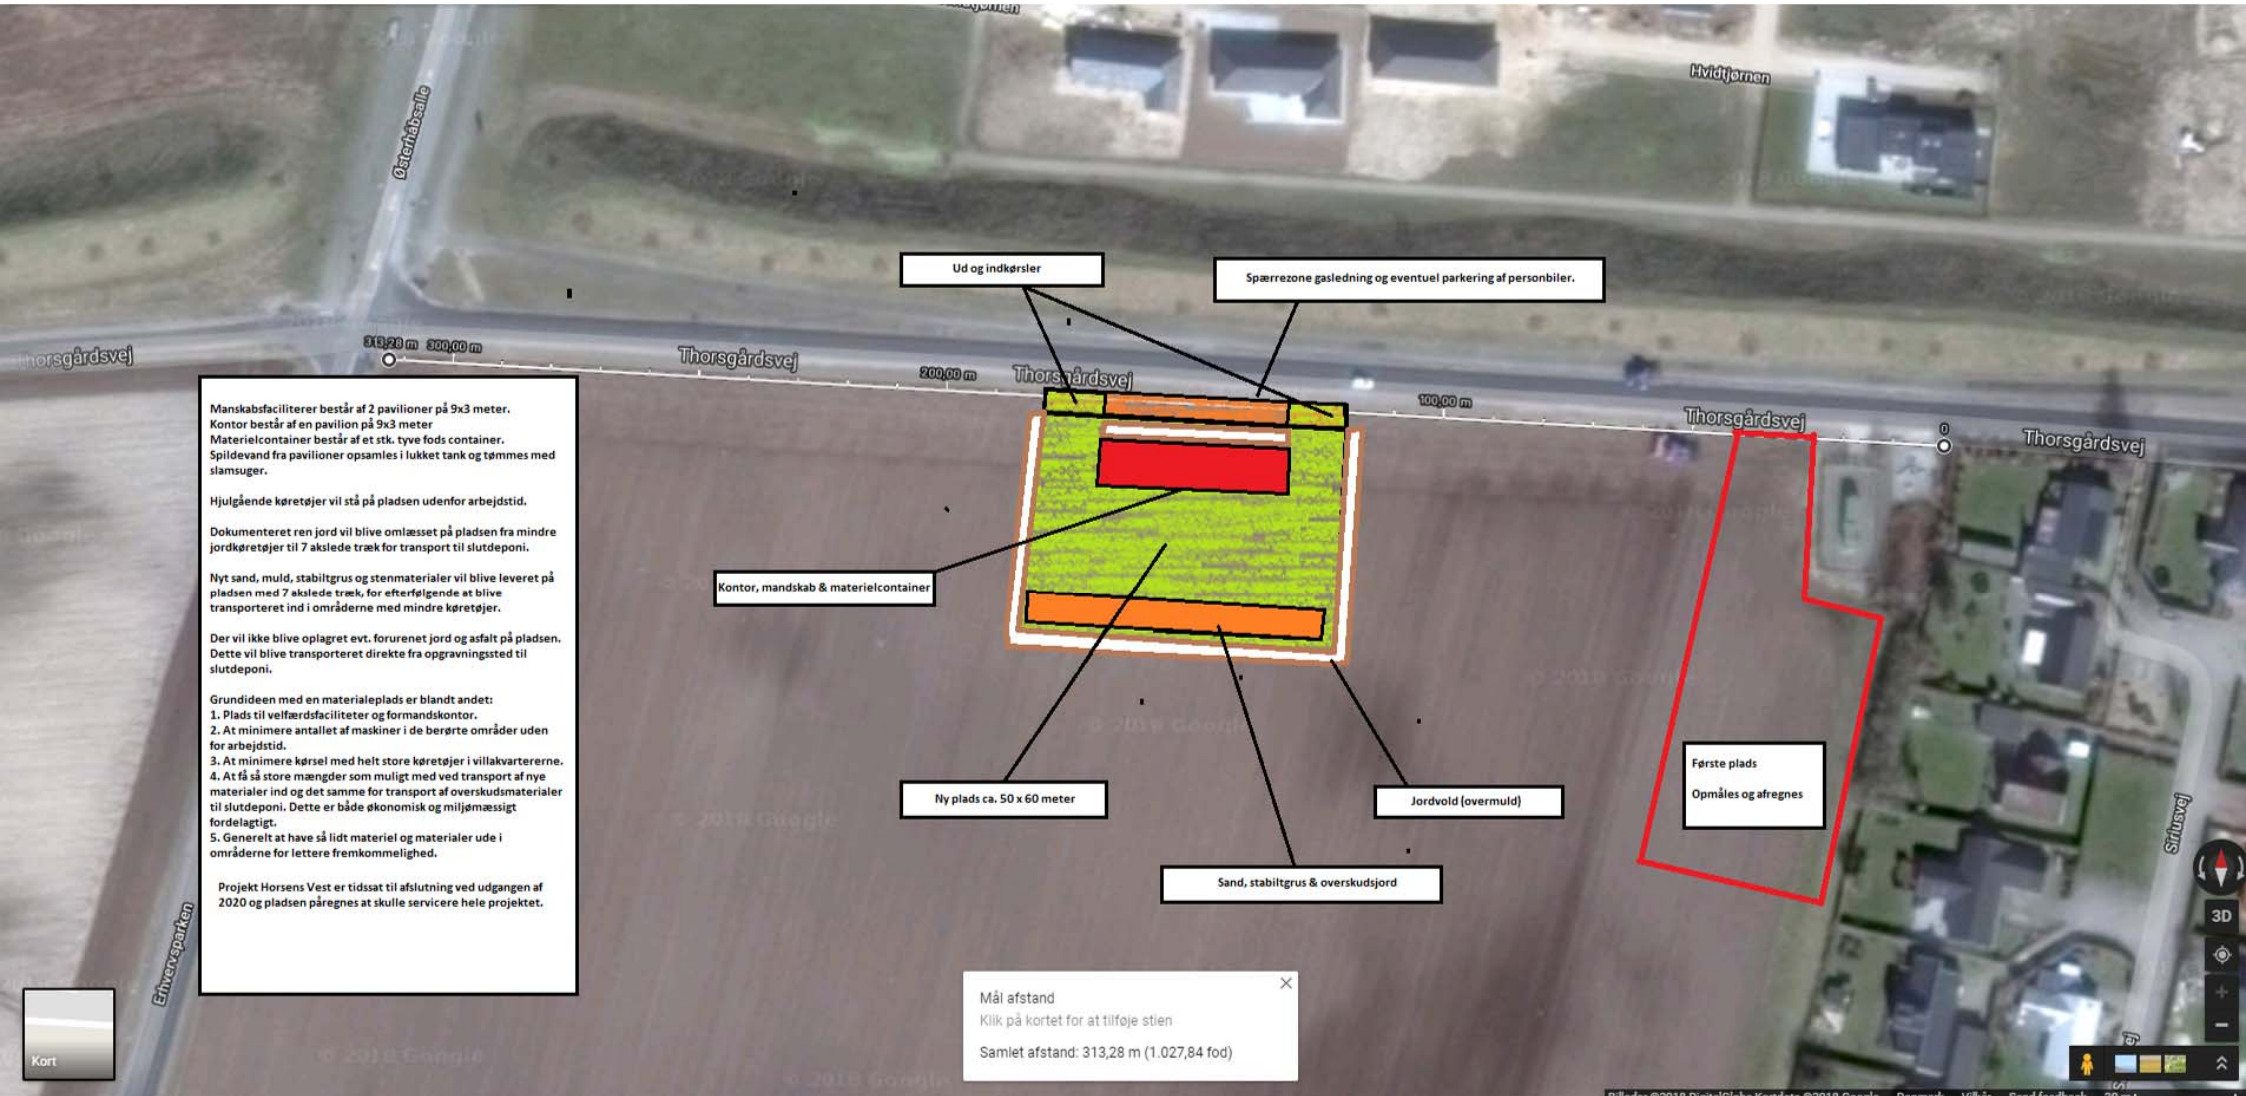 Hvidtjørnen
Østerhåbsalle
Ud og indkørsler
Spærrezone gasledning og eventuel parkering af personbiler.
313,28 m 300,00 m
Thorsgårdsvej
Thorsgårdsvej
200,00 m
Thorsgårdsvej
100,00 m
Thorsgårdsvej
0
Thorsgårdsvej
Manskabsfaciliterer består af 2 pavilioner på 9x3 meter.
Kontor består af en pavilion på 9x3 meter
Materielcontainer består af et stk. tyve fods container.
Spildevand fra pavilioner opsamles i lukket tank og tømmes med
slamsuger.
Hjulgående køretøjer vil stå på pladsen udenfor arbejdstid.
Dokumenteret ren jord vil blive omlæsset på pladsen fra mindre
jordkøretøjer til 7 akslede træk for transport til slutdeponi.
Nyt sand, muld, stabiltgrus og stenmaterialer vil blive leveret på
pladsen med 7 akslede træk, for efterfølgende at blive
transporteret ind i områderne med mindre køretøjer.
Der vil ikke blive oplagret evt. forurenet jord og asfalt på pladsen.
Dette vil blive transporteret direkte fra opgravningssted til
slutdeponi.
Grundideen med en materialeplads er blandt andet:
1. Plads til velfærdsfaciliteter og formandskontor.
2. At minimere antallet af maskiner i de berørte områder uden
for arbejdstid.
3. At minimere kørsel med helt store køretøjer i villakvartererne.
4. At få så store mængder som muligt med ved transport af nye
materialer ind og det samme for transport af overskudsmaterialer
til slutdeponi. Dette er både økonomisk og miljømæssigt
fordelagtigt.
5. Generelt at have så lidt materiel og materialer ude i
områderne for lettere fremkommelighed.
Projekt Horsens Vest er tidssat til afslutning ved udgangen af
2020 og pladsen påregnes at skulle servicere hele projektet.
Kontor, mandskab & materielcontainer
Ny plads ca. 50 x 60 meter
Jordvold (overmuld)
Sand, stabiltgrus & overskudsjord
Første plads
Opmåles og afregnes
Siriusvej
Erhvervsparken
Mål afstand
Klik på kortet for at tilføje stien
Samlet afstand: 313,28 m (1.027,84 fod)
Kort
3D
© 2018 Google